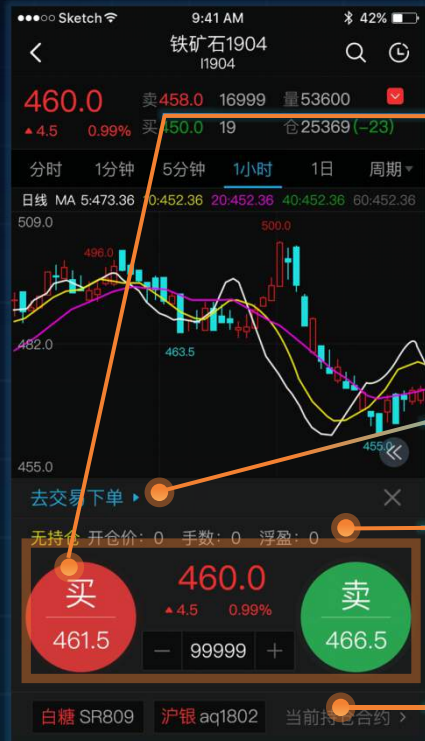 Sketch 9:41 AM 42%
铁矿石1904
I1904
460.0 卖458.0 16999 量53600
▲4.5 0.99% 买450.0 19 仓25369(-23)
分时 1分钟 5分钟 1小时 1日 周期▼
日线 MA 5:473.36 10:452.36 20:452.36 40:452.36 60:452.36
509.0
500.0
496.0
482.0
463.5
455.0
455.0
去交易下单
无持仓 开仓价: 0 手数: 0 浮盈: 0
买 460.0 卖
▲4.5 0.99%
461.5 − 99999 + 466.5
白糖 SR809 沪银 aq1802 当前持仓合约 >